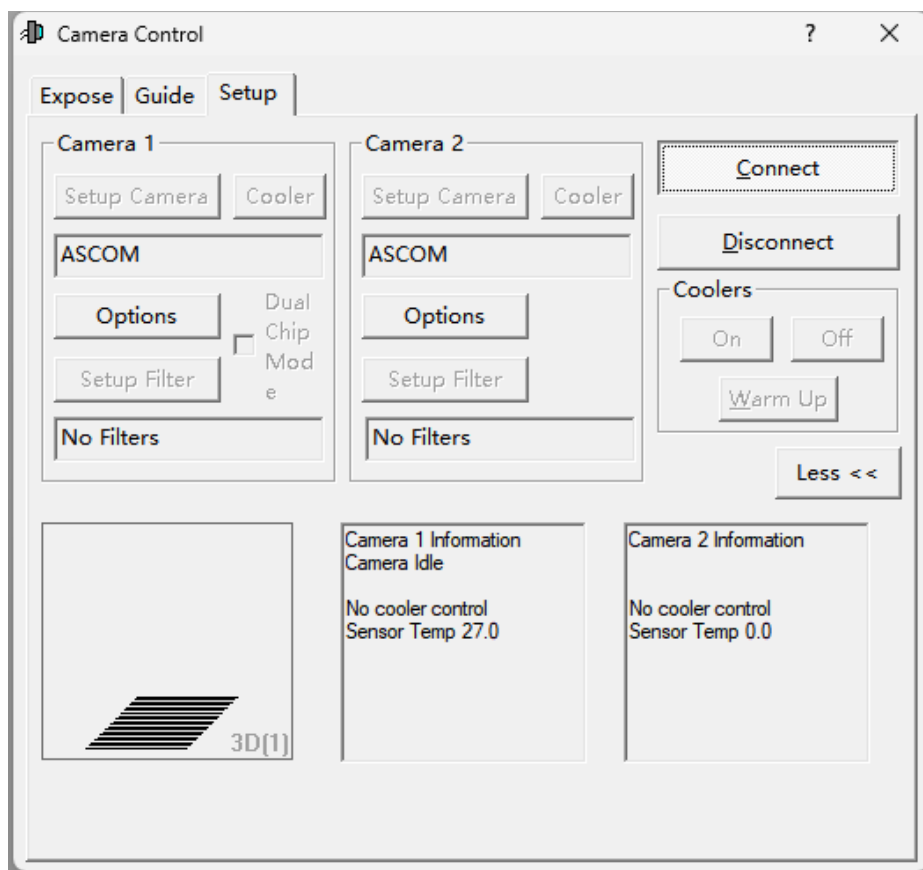 Camera Control
?
Expose
Guide
Setup
Camera 1
Setup Camera
Cooler
ASCOM
Options
Dual
Chip
Mod
e
Setup Filter
No Filters
Camera 2
Setup Camera
Cooler
ASCOM
Options
Setup Filter
No Filters
Connect
Disconnect
Coolers
On
Off
Warm Up
Less <<
3D(1)
Camera 1 Information
Camera Idle
No cooler control
Sensor Temp 27.0
Camera 2 Information
No cooler control
Sensor Temp 0.0